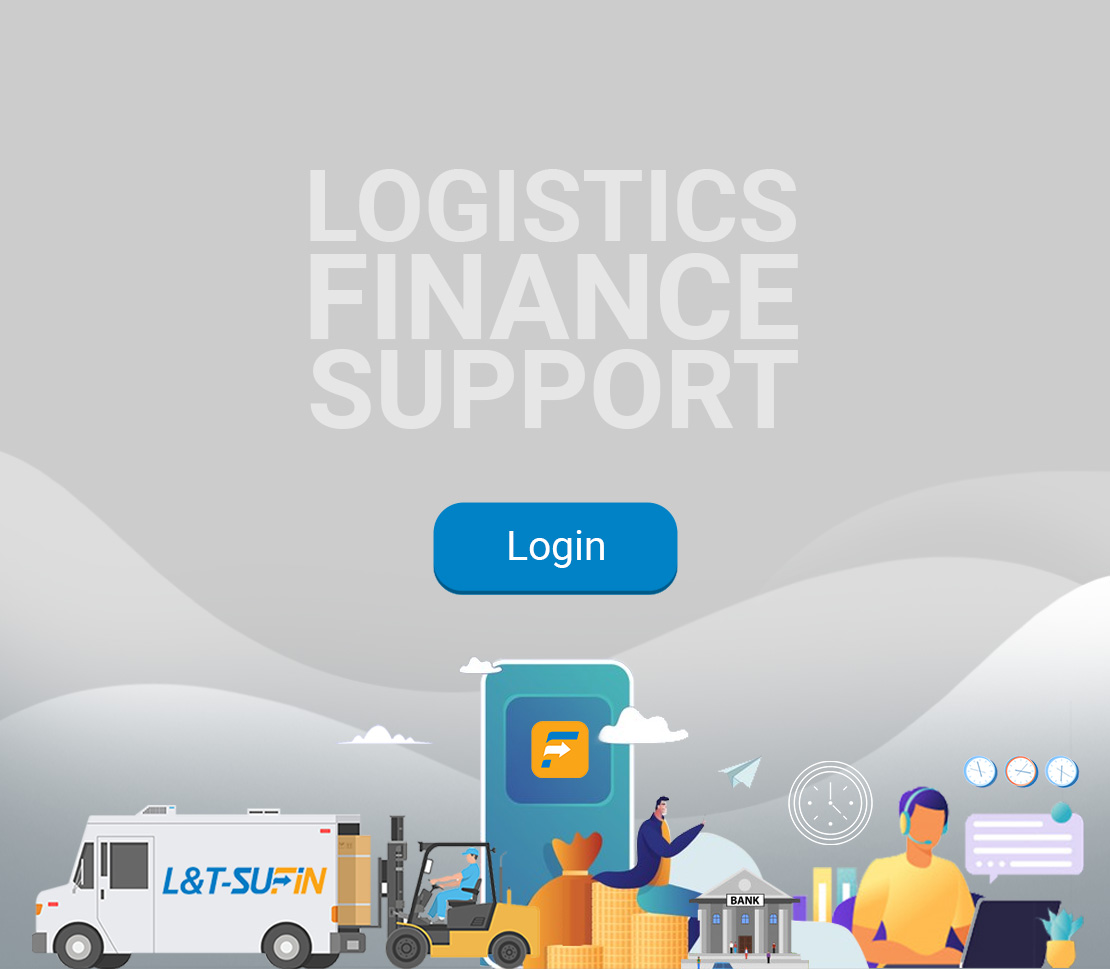 LOGISTICS
FINANCE
SUPPORT
Login
L&T-SUFIN
BANK